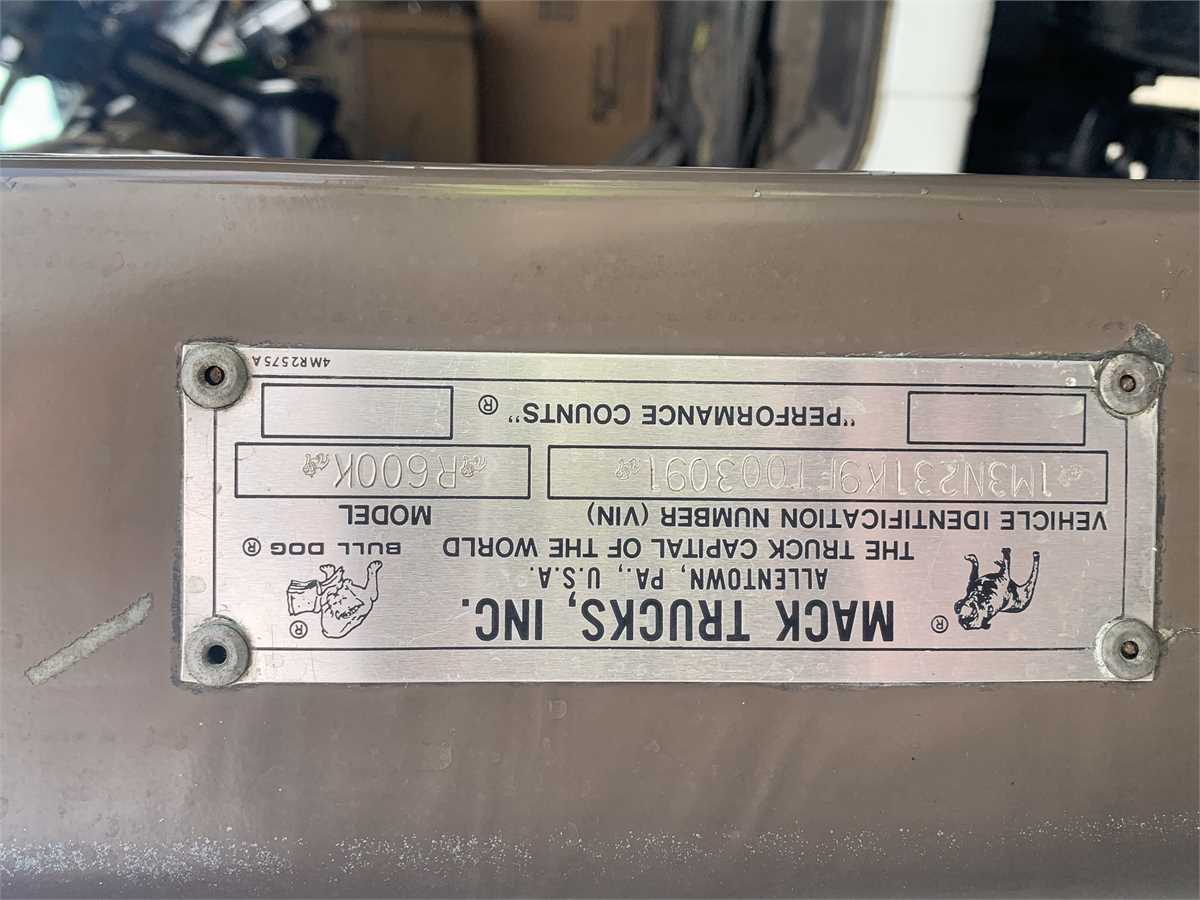 MACK TRUCKS, INC.
®
®
ALLENTOWN, PA., U.S.A.
THE TRUCK CAPITAL OF THE WORLD
BULL DOG ®
VEHICLE IDENTIFICATION NUMBER (VIN)
MODEL
1M3N231K9FT003091
R600K
"PERFORMANCE COUNTS" ®
4MR2575A